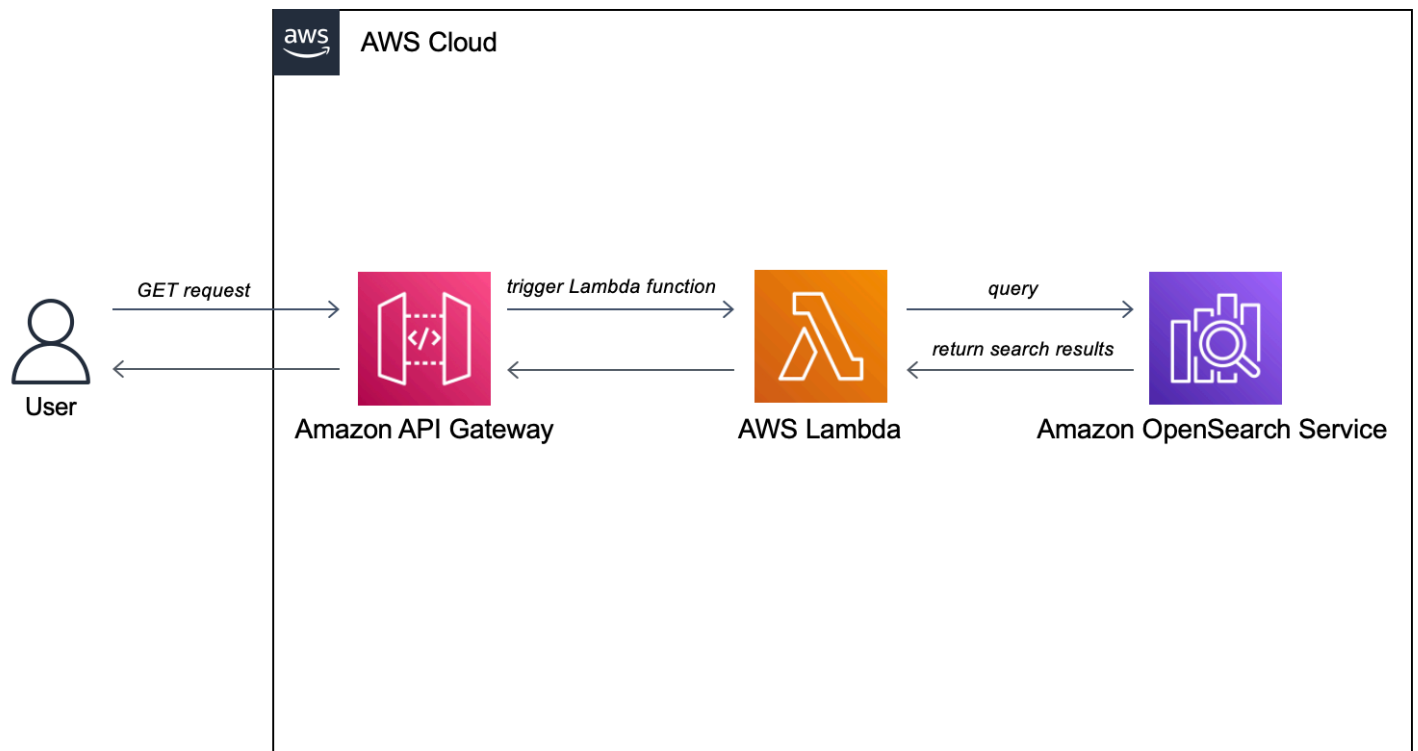 aws
AWS Cloud
GET request
trigger Lambda function
query
return search results
</>
User
Amazon API Gateway
AWS Lambda
Amazon OpenSearch Service